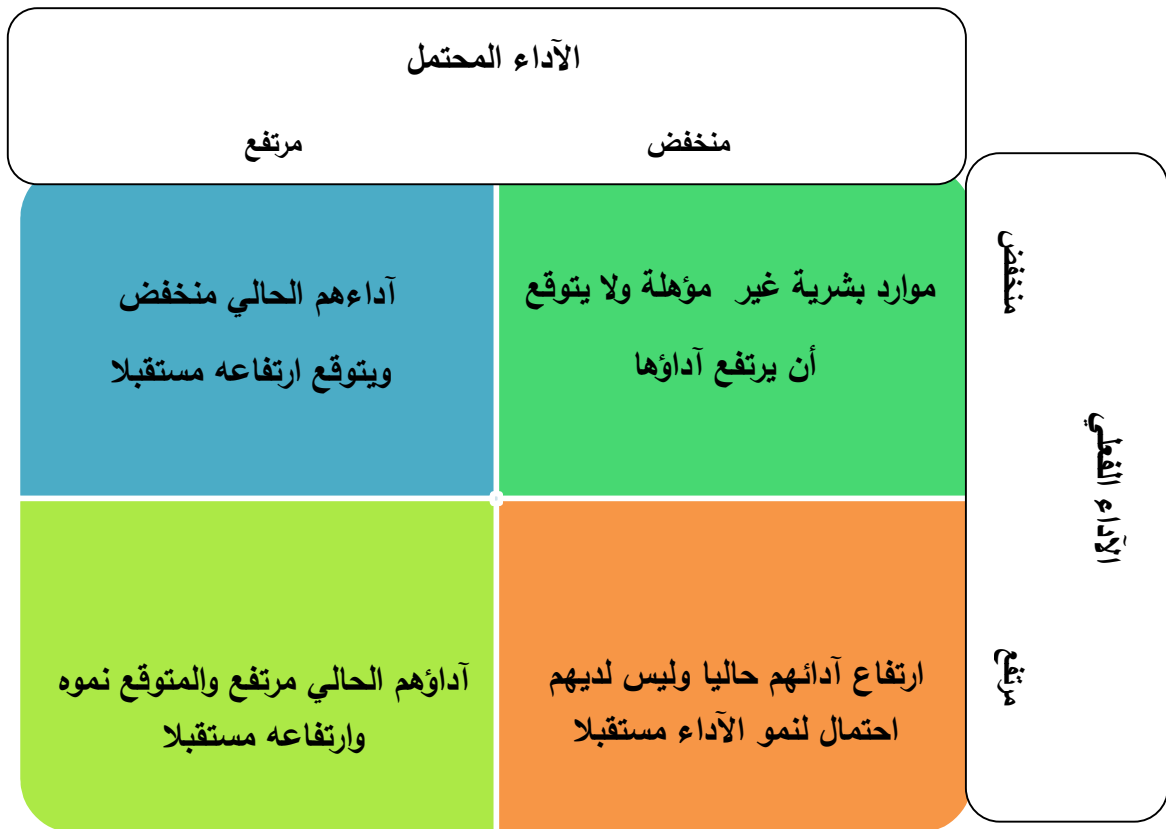 الآداء المحتمل
منخفض
مرتفع
منخفض
الآداء الفعلي
مرتفع
موارد بشرية غير مؤهلة ولا يتوقع
أن يرتفع آداؤها
آداءهم الحالي منخفض
ويتوقع ارتفاعه مستقبلا
ارتفاع آدائهم حاليا وليس لديهم
احتمال لنمو الآداء مستقبلا
آداؤهم الحالي مرتفع والمتوقع نموه
وارتفاعه مستقبلا